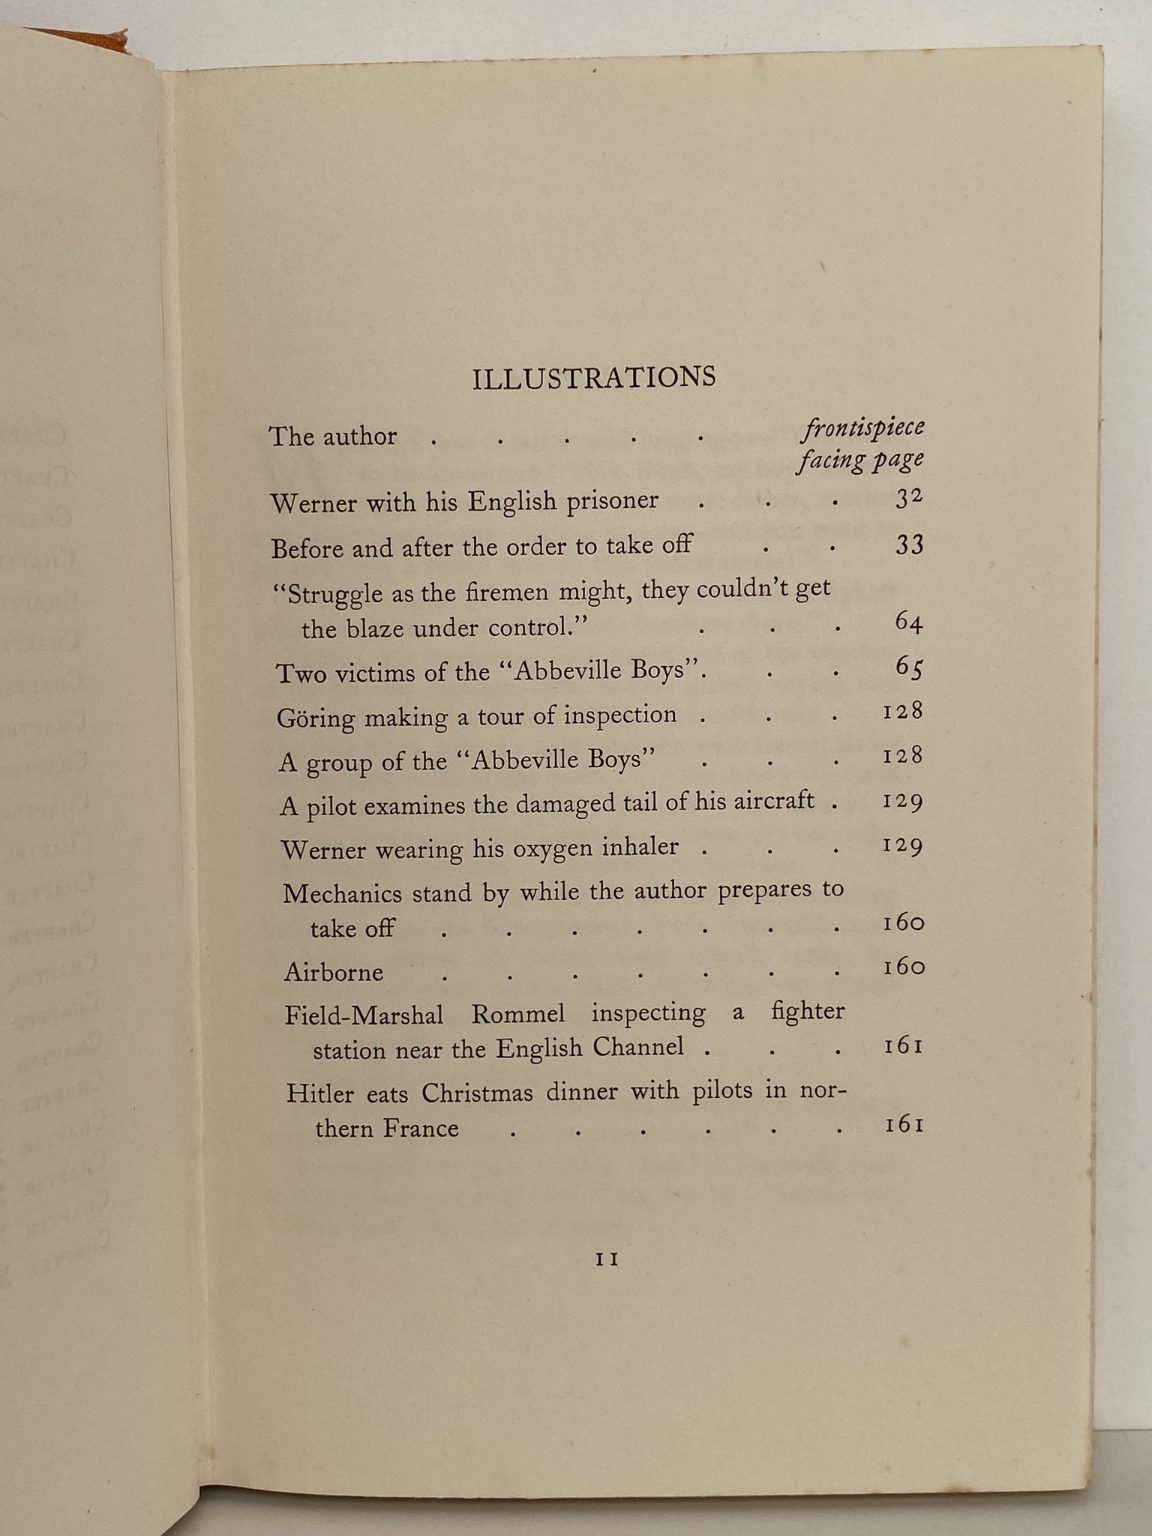 ILLUSTRATIONS
The author . . . . . frontispiece
facing page
Werner with his English prisoner . . . 32
Before and after the order to take off . . 33
“Struggle as the firemen might, they couldn’t get
the blaze under control.” . . . 64
Two victims of the “Abbeville Boys”. . . 65
Göring making a tour of inspection . . . 128
A group of the “Abbeville Boys” . . . 128
A pilot examines the damaged tail of his aircraft . 129
Werner wearing his oxygen inhaler . . . 129
Mechanics stand by while the author prepares to
take off . . . . . . . 160
Airborne . . . . . . . 160
Field-Marshal Rommel inspecting a fighter
station near the English Channel . . . 161
Hitler eats Christmas dinner with pilots in nor-
thern France . . . . . . 161
11